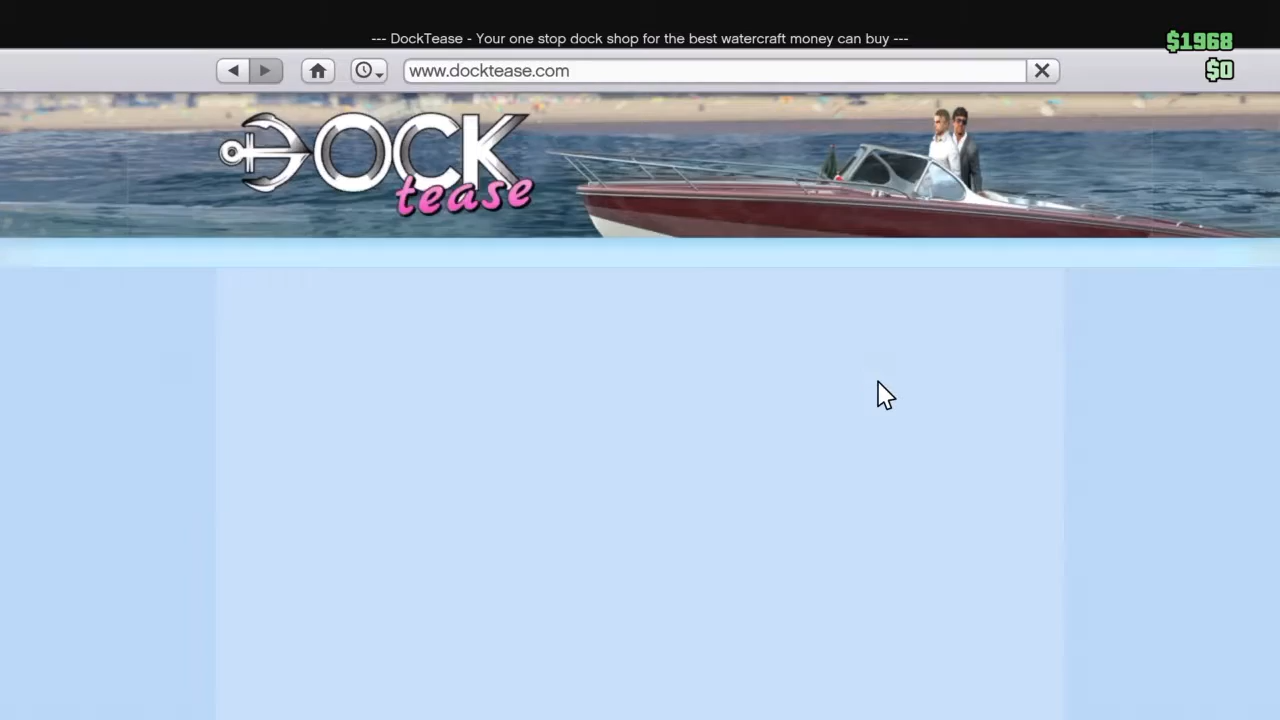 --- DockTease - Your one stop dock shop for the best watercraft money can buy ---
$1968
www.docktease.com
$0
DOCK
tease